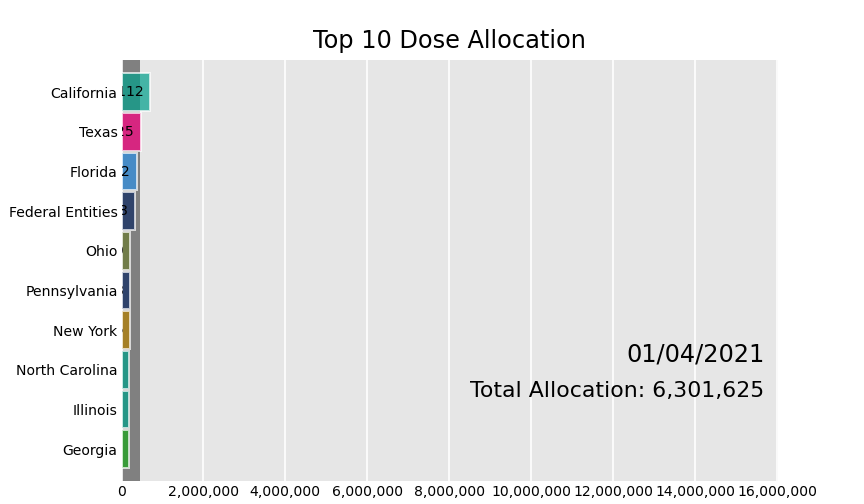 Top 10 Dose Allocation
California 112
Texas
Florida 2
Federal Entities
Ohio
Pennsylvania
New York
North Carolina
Illinois
Georgia
01/04/2021
Total Allocation: 6,301,625
0 2,000,000 4,000,000 6,000,000 8,000,000 10,000,000 12,000,000 14,000,000 16,000,000